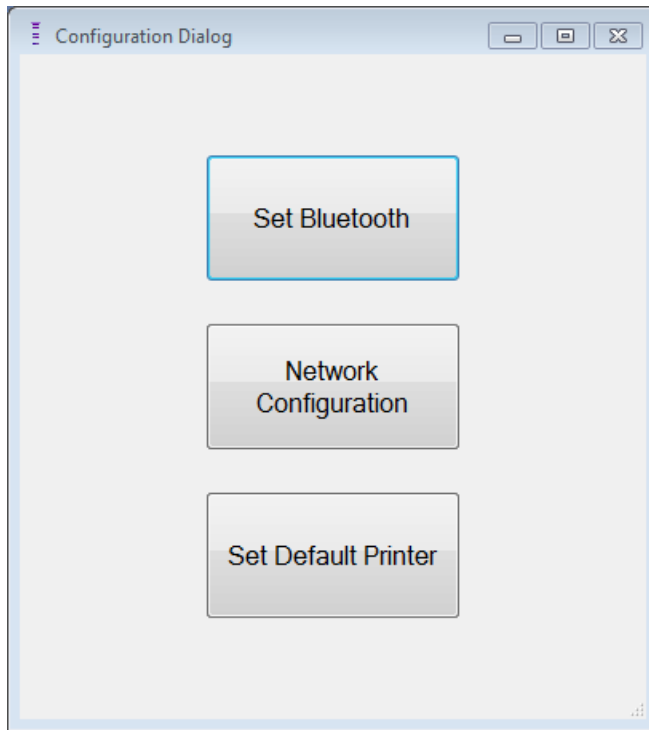 Configuration Dialog
Set Bluetooth
Network
Configuration
Set Default Printer